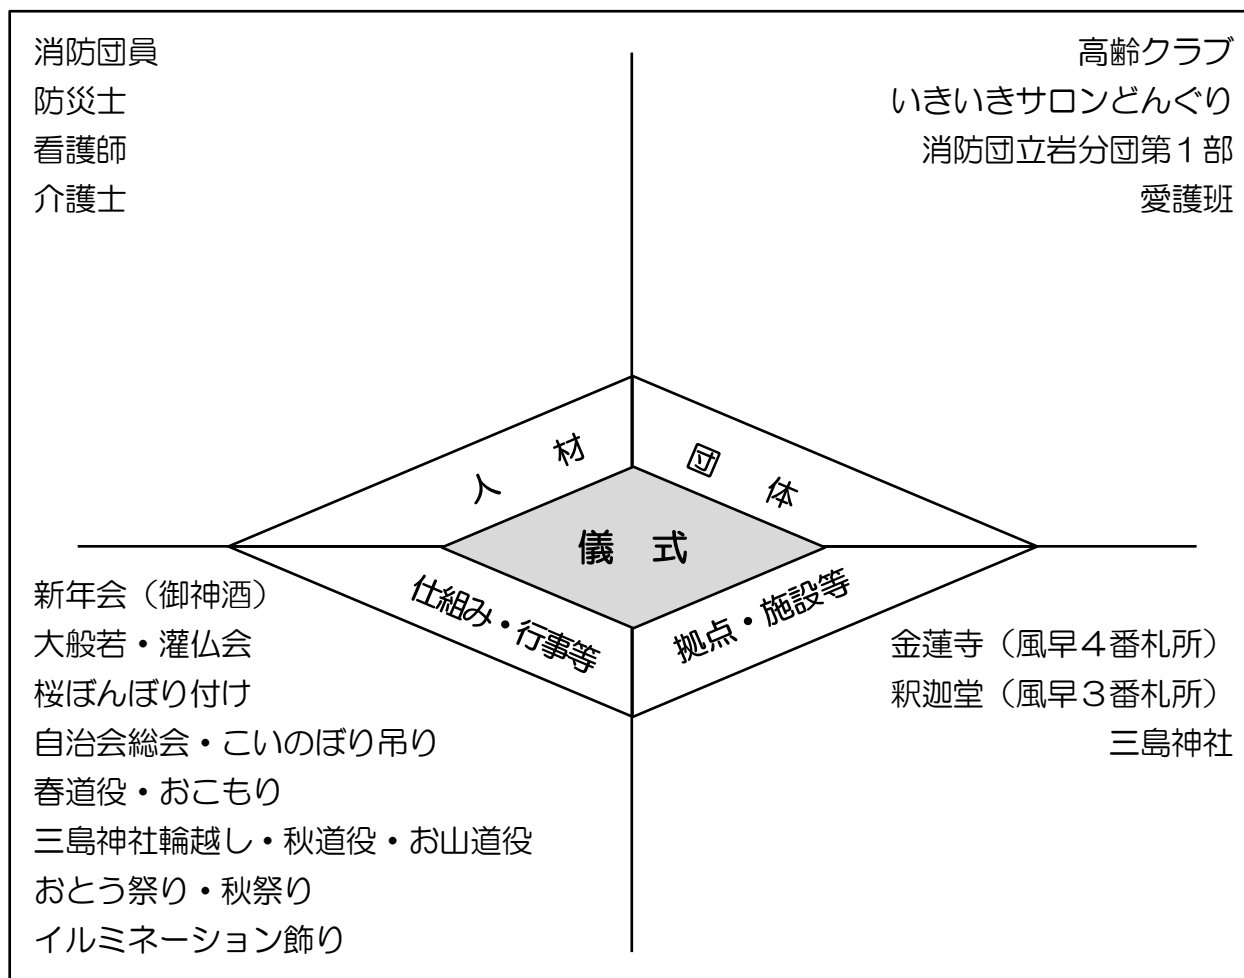 消防団員
防災士
看護師
介護士
高齢クラブ
いきいきサロンどんぐり
消防団立岩分団第１部
愛護班
人材
団体
儀式
仕組み・行事等
拠点・施設等
新年会（御神酒）
大般若・灌仏会
桜ぼんぼり付け
自治会総会・こいのぼり吊り
春道役・おこもり
三島神社輪越し・秋道役・お山道役
おとう祭り・秋祭り
イルミネーション飾り
金蓮寺（風早４番札所）
釈迦堂（風早３番札所）
三島神社